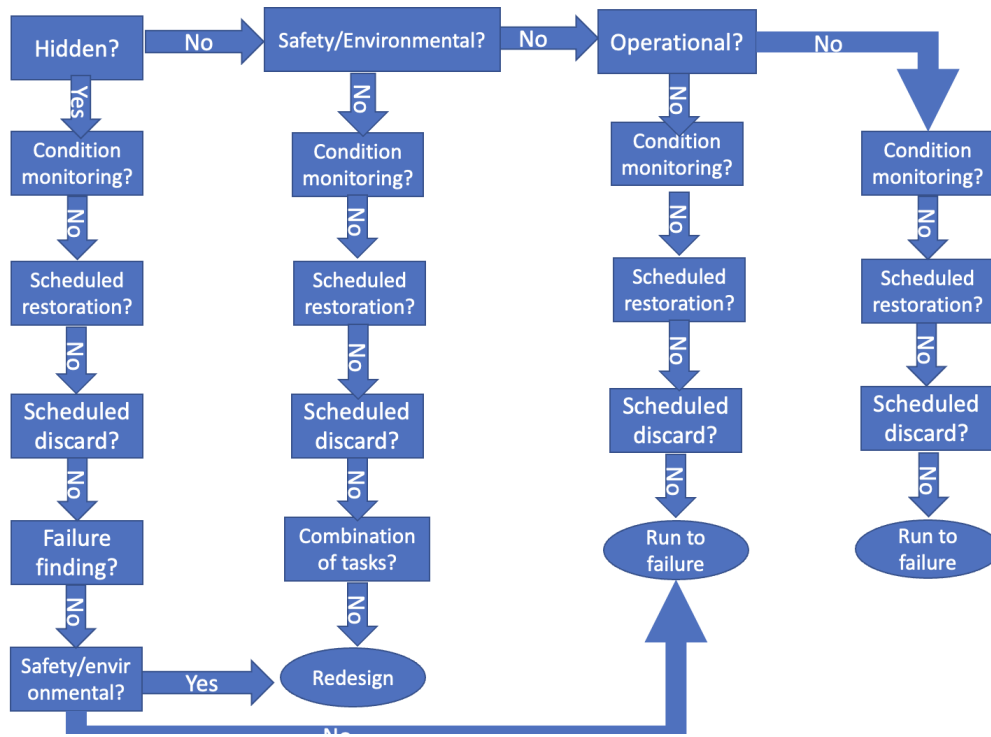 Hidden?
No
Safety/Environmental?
No
Operational?
No
Yes
No
No
Condition
monitoring?
Condition
monitoring?
Condition
monitoring?
Condition
monitoring?
No
No
No
No
Scheduled
restoration?
Scheduled
restoration?
Scheduled
restoration?
Scheduled
restoration?
No
No
No
No
Scheduled
discard?
Scheduled
discard?
Scheduled
discard?
Scheduled
discard?
No
No
No
No
Failure
finding?
Combination
of tasks?
Run to
failure
Run to
failure
No
No
Safety/envir
onmental?
Yes
Redesign
No